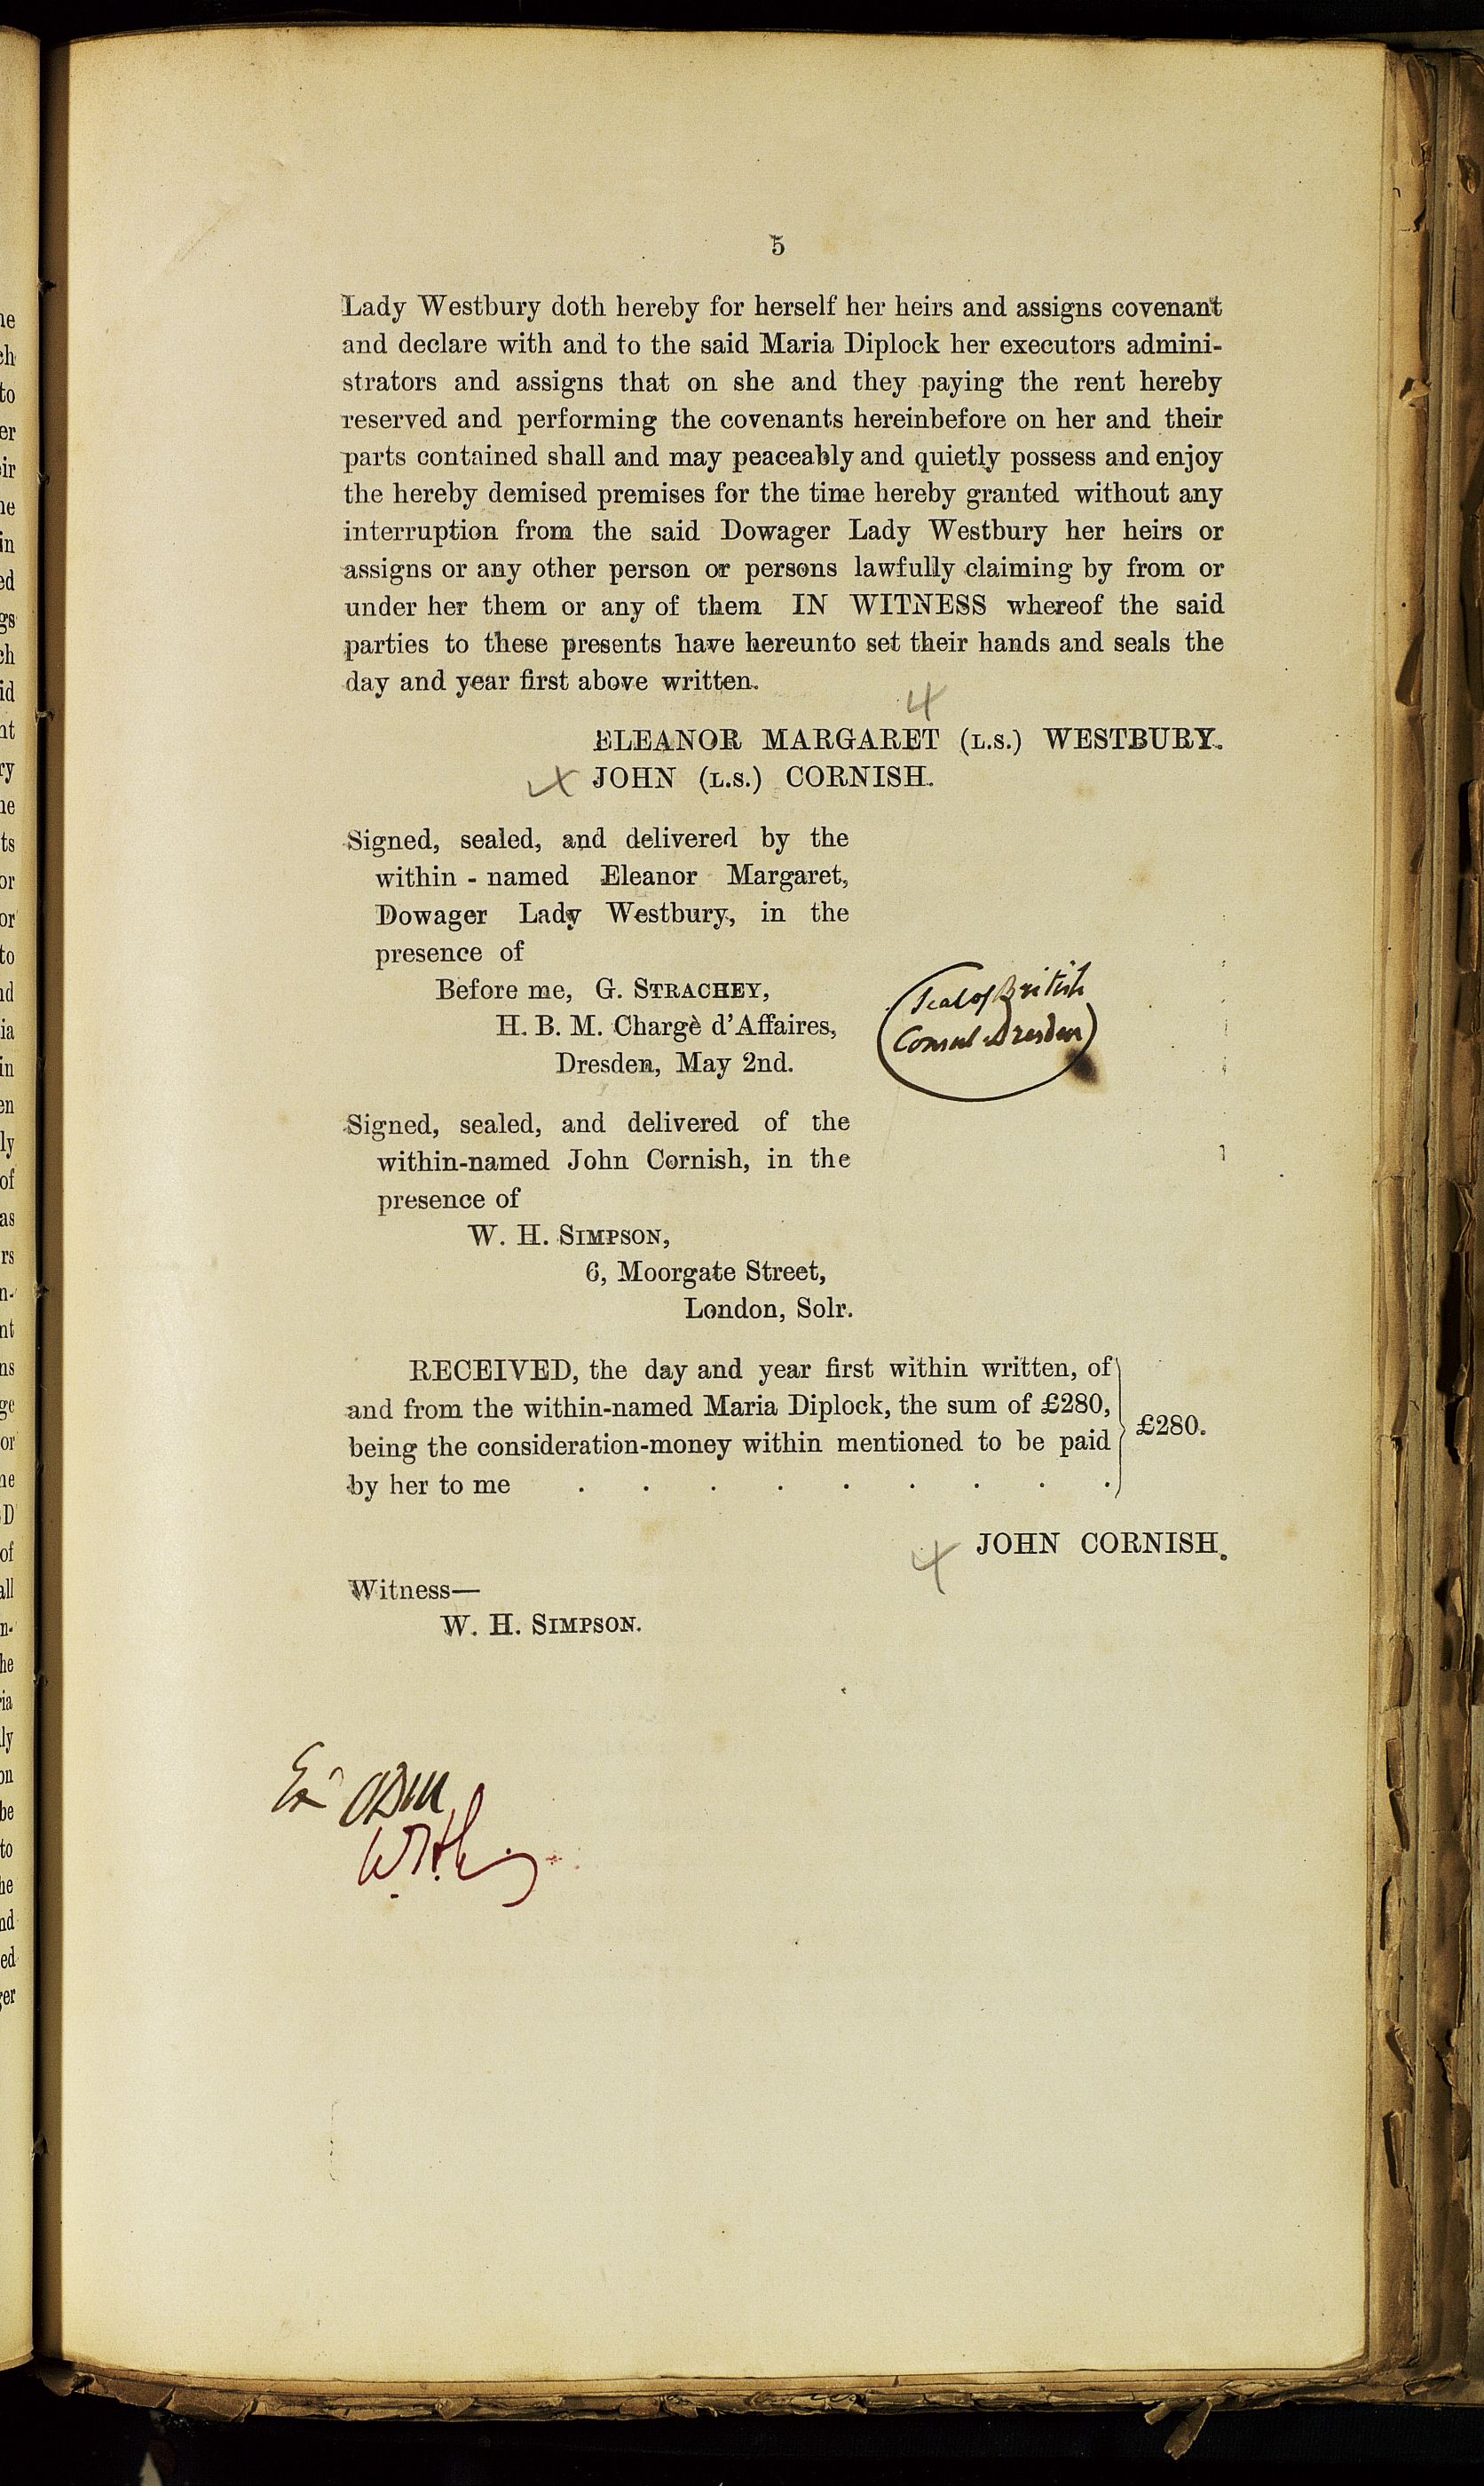 5
Lady Westbury doth hereby for herself her heirs and assigns covenant
and declare with and to the said Maria Diplock her executors admini-
strators and assigns that on she and they paying the rent hereby
reserved and performing the covenants hereinbefore on her and their
parts contained shall and may peaceably and quietly possess and enjoy
the hereby demised premises for the time hereby granted without any
interruption from the said Dowager Lady Westbury her heirs or
assigns or any other person or persons lawfully claiming by from or
under her them or any of them IN WITNESS whereof the said
parties to these presents have hereunto set their hands and seals the
day and year first above written.
ELEANOR MARGARET (L.S.) WESTBURY.
JOHN (L.S.) CORNISH.
Signed, sealed, and delivered by the
within - named Eleanor Margaret,
Dowager Lady Westbury, in the
presence of
Before me, G. STRACHEY,
H. B. M. Chargè d'Affaires,
Dresden, May 2nd.
Seal of British
Consul Dresden
Signed, sealed, and delivered of the
within-named John Cornish, in the
presence of
W. H. SIMPSON,
6, Moorgate Street,
London, Solr.
RECEIVED, the day and year first within written, of
and from the within-named Maria Diplock, the sum of £280,
being the consideration-money within mentioned to be paid
by her to me . . . . . . . . .
£280.
JOHN CORNISH.
Witness—
W. H. SIMPSON.